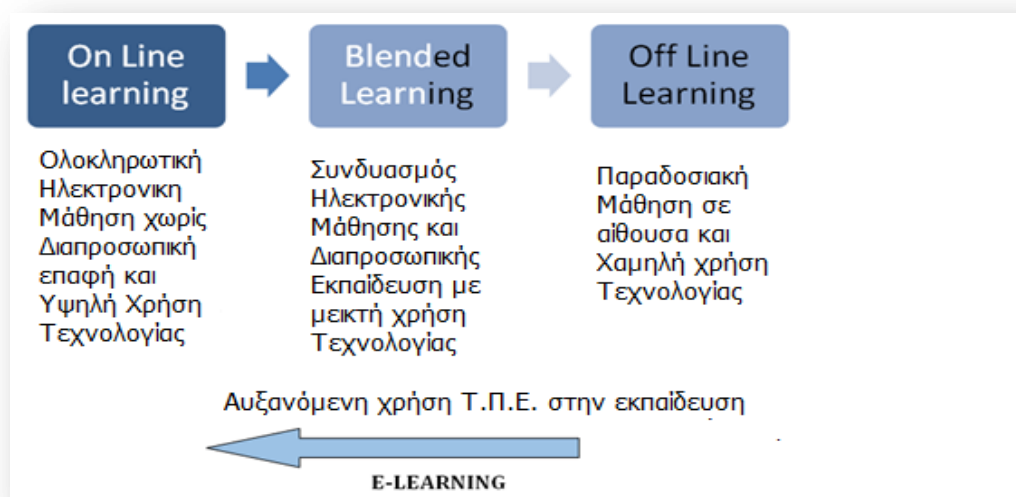 On Line
learning
Blended
Learning
Off Line
Learning
Ολοκληρωτική
Ηλεκτρονικη
Μάθηση χωρίς
Διαπροσωπική
επαφή και
Υψηλή Χρήση
Τεχνολογίας
Συνδυασμός
Ηλεκτρονικής
Μάθησης και
Διαπροσωπικής
Εκπαίδευση με
μεικτή χρήση
Τεχνολογίας
Παραδοσιακή
Μάθηση σε
αίθουσα και
Χαμηλή χρήση
Τεχνολογίας
Αυξανόμενη χρήση Τ.Π.Ε. στην εκπαίδευση
E-LEARNING